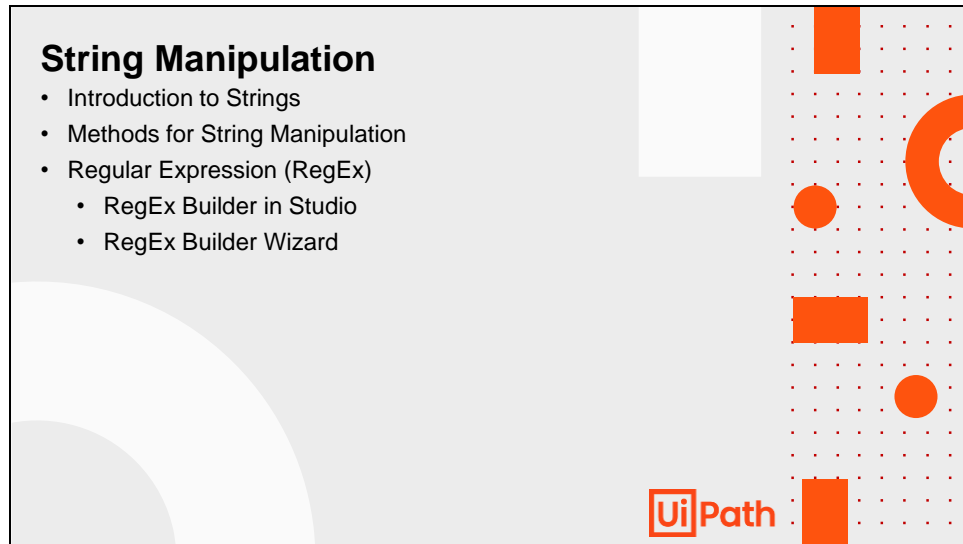 String Manipulation
• Introduction to Strings
• Methods for String Manipulation
• Regular Expression (RegEx)
• RegEx Builder in Studio
• RegEx Builder Wizard
UiPath